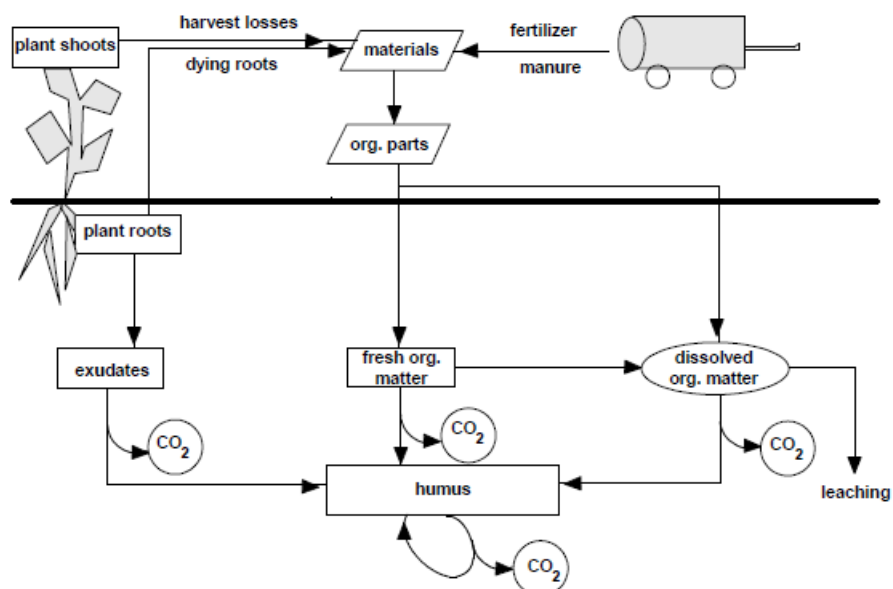 harvest losses
plant shoots
materials
fertilizer
dying roots
manure
org. parts
plant roots
exudates
fresh org.
matter
dissolved
org. matter
CO2
CO2
CO2
humus
leaching
CO2